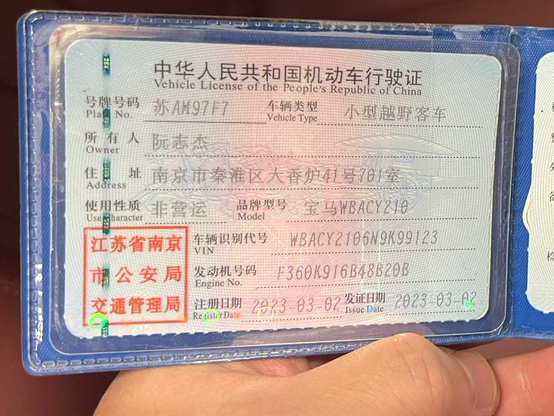 中华人民共和国机动车行驶证
Vehicle License of the People's Republic of China
号牌号码 苏AM97F7 车辆类型 小型越野客车
Plate No. Vehicle Type
所有人 阮志杰
Owner
住址 南京市秦淮区大香炉41号701室
Address
使用性质 非营运 品牌型号 宝马WBACY210
Use Character Model
江苏省南京
市公安局
交通管理局
车辆识别代号 WBACY2106N9K99123
VIN
发动机号码 F360K916B48B20B
Engine No.
注册日期 2023-03-02 发证日期 2023-03-02
Register Date Issue Date